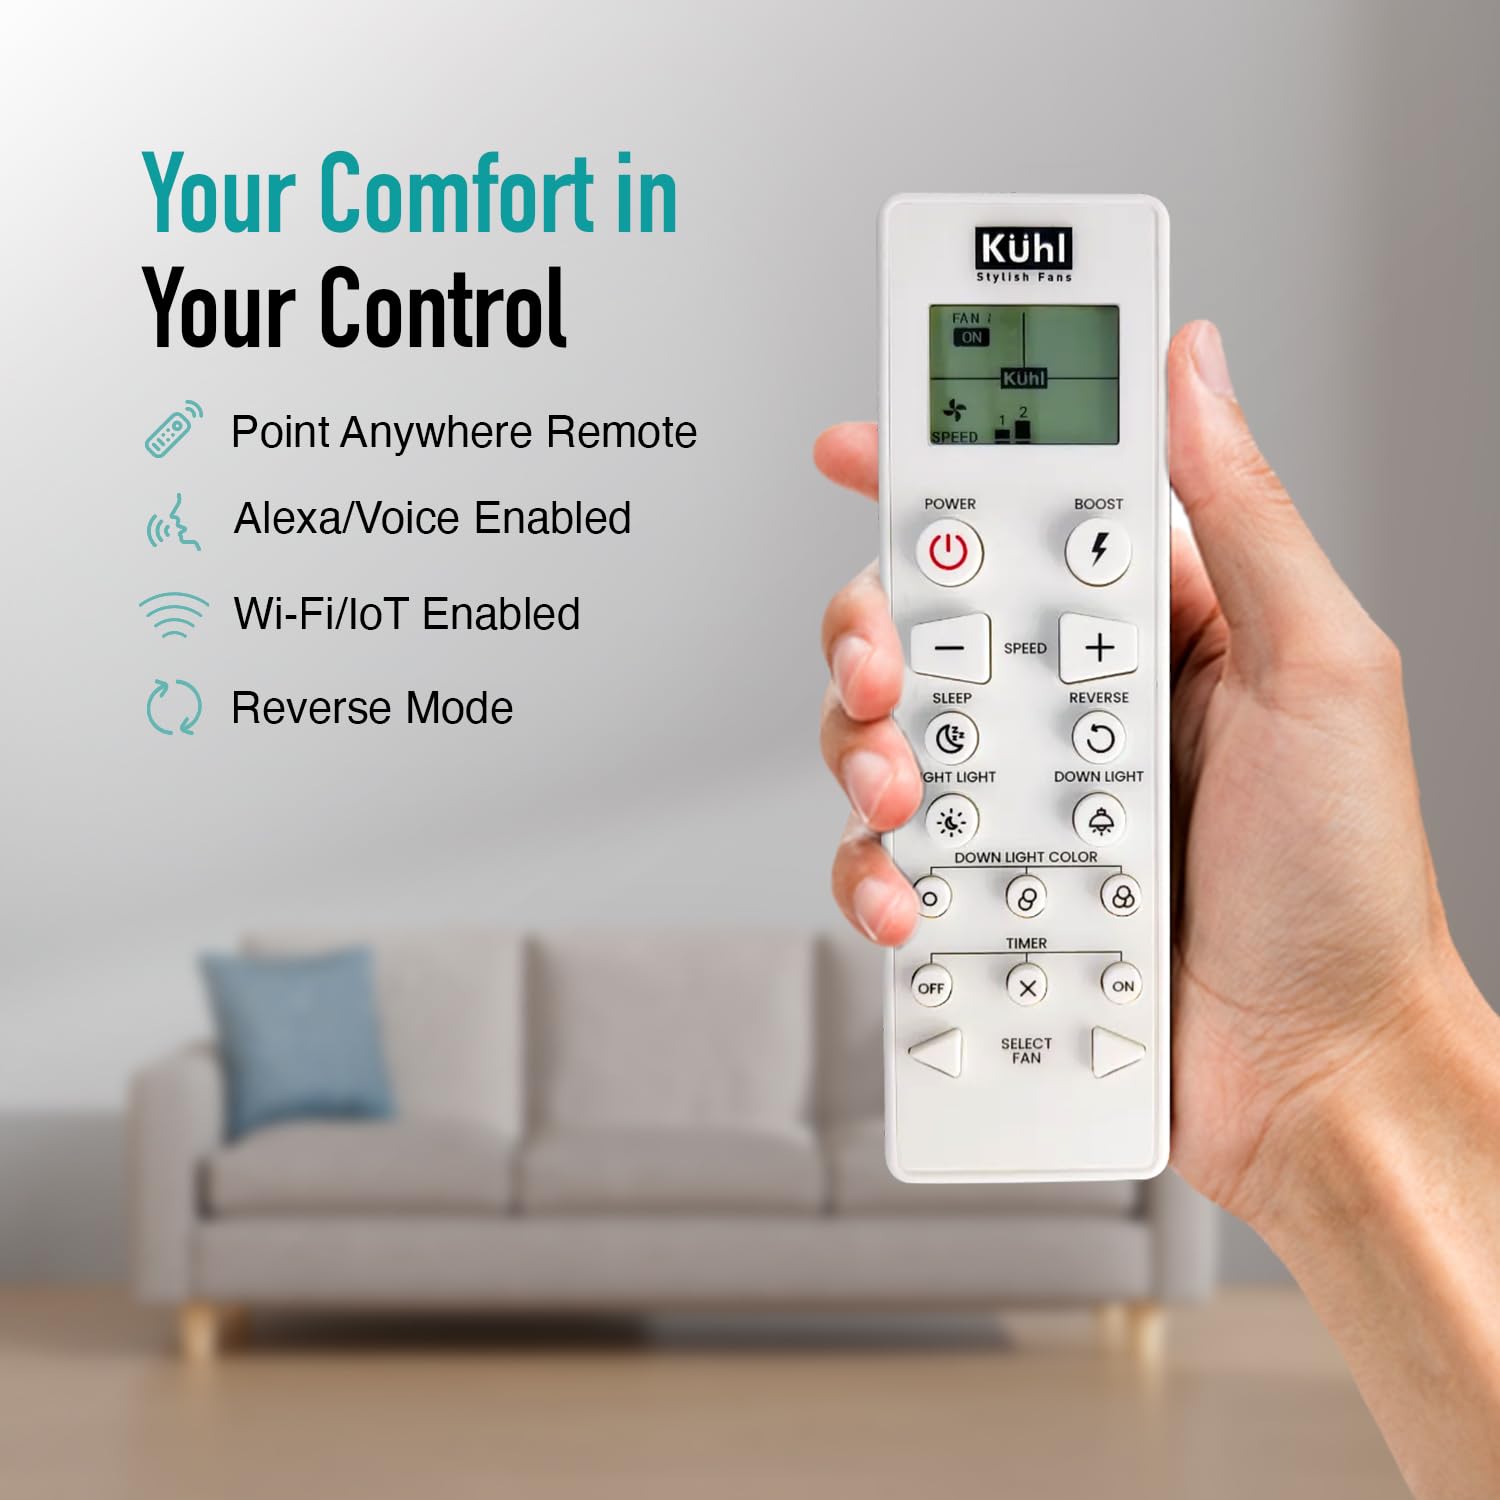 Your Comfort in
Your Control
Point Anywhere Remote
Alexa/Voice Enabled
Wi-Fi/IoT Enabled
Reverse Mode
Kühl
Stylish Fans
FAN
ON
Kühl
1 2
SPEED
POWER BOOST
SPEED
SLEEP REVERSE
GHT LIGHT DOWN LIGHT
DOWN LIGHT COLOR
TIMER
OFF ON
SELECT
FAN